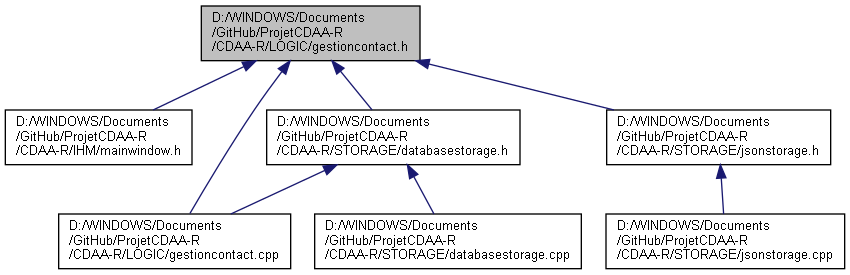 D:/WINDOWS/Documents
/GitHub/ProjetCDAA-R
/CDAA-R/LOGIC/gestioncontact.h
D:/WINDOWS/Documents
/GitHub/ProjetCDAA-R
/CDAA-R/IHM/mainwindow.h
D:/WINDOWS/Documents
/GitHub/ProjetCDAA-R
/CDAA-R/STORAGE/databasestorage.h
D:/WINDOWS/Documents
/GitHub/ProjetCDAA-R
/CDAA-R/STORAGE/jsonstorage.h
D:/WINDOWS/Documents
/GitHub/ProjetCDAA-R
/CDAA-R/LOGIC/gestioncontact.cpp
D:/WINDOWS/Documents
/GitHub/ProjetCDAA-R
/CDAA-R/STORAGE/databasestorage.cpp
D:/WINDOWS/Documents
/GitHub/ProjetCDAA-R
/CDAA-R/STORAGE/jsonstorage.cpp